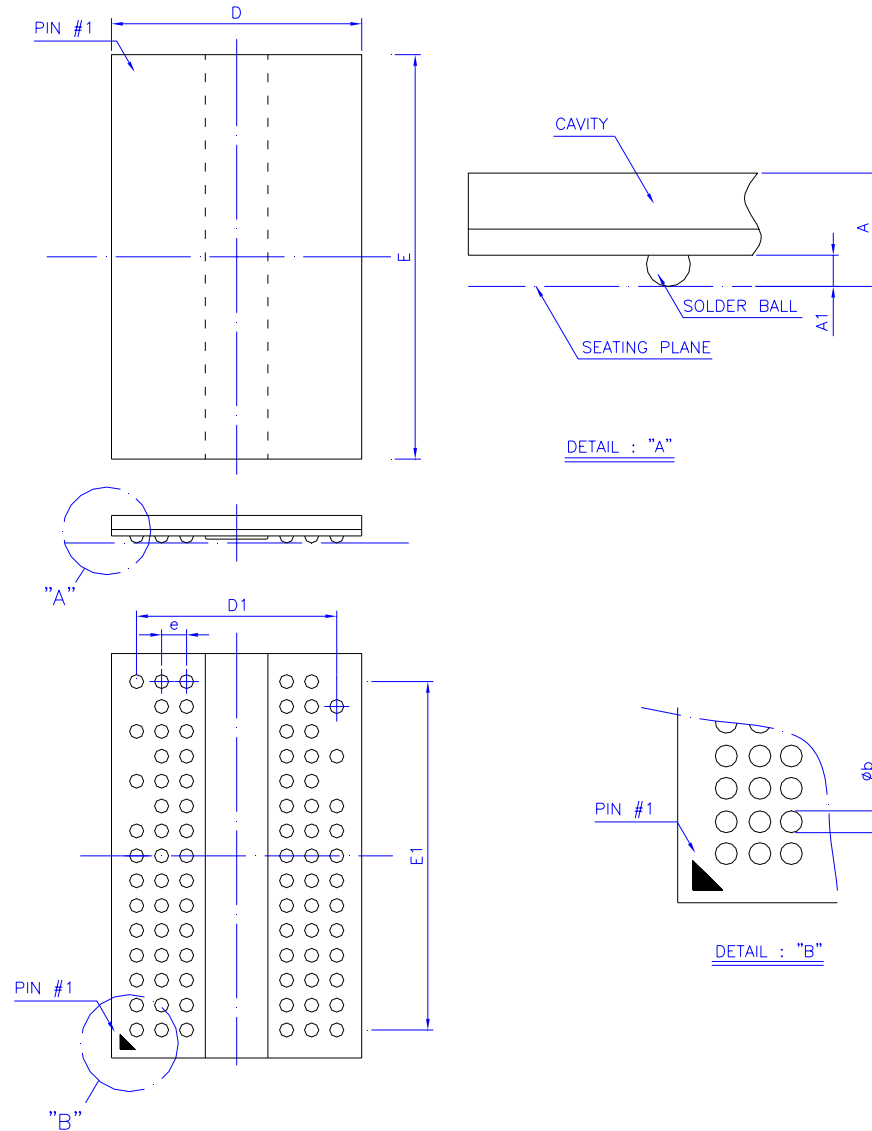 D
PIN #1
E
CAVITY
A
SOLDER BALL
A1
SEATING PLANE
DETAIL : "A"
"A"
D1
e
E1
PIN #1
"B"
øb
PIN #1
DETAIL : "B"